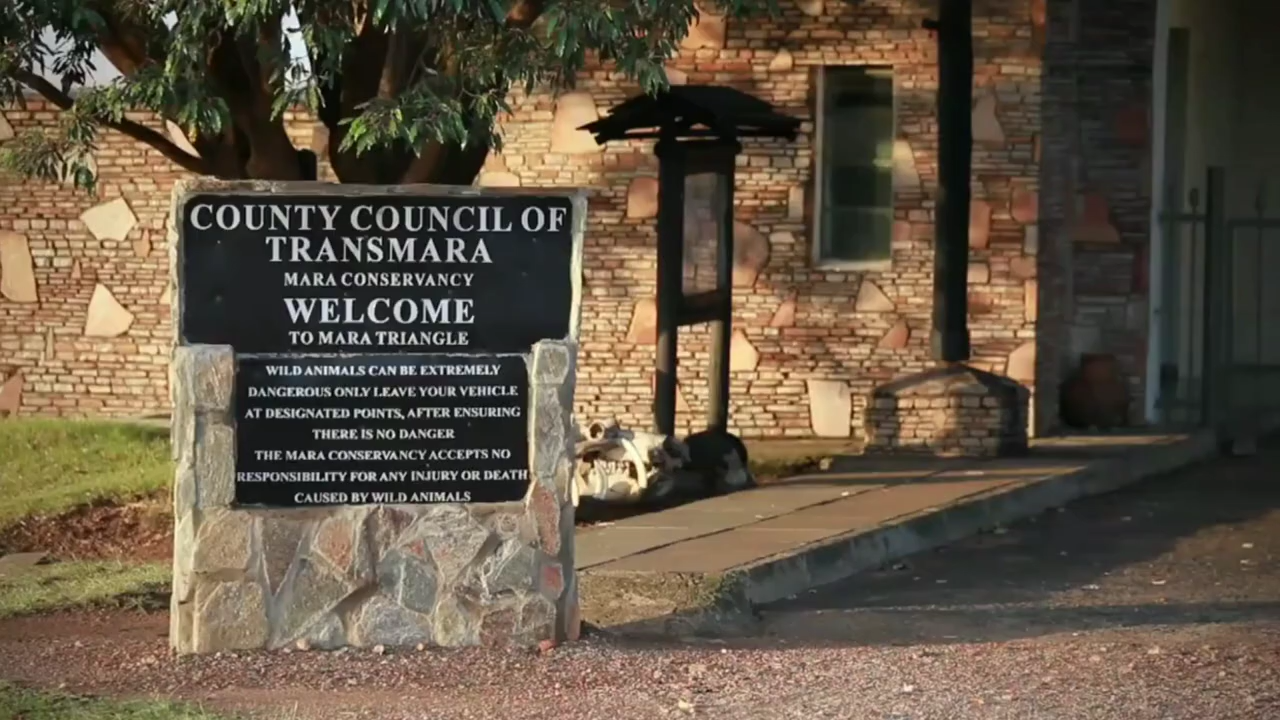 COUNTY COUNCIL OF
TRANSMARA
MARA CONSERVANCY
WELCOME
TO MARA TRIANGLE
WILD ANIMALS CAN BE EXTREMELY
DANGEROUS ONLY LEAVE YOUR VEHICLE
AT DESIGNATED POINTS, AFTER ENSURING
THERE IS NO DANGER
THE MARA CONSERVANCY ACCEPTS NO
RESPONSIBILITY FOR ANY INJURY OR DEATH
CAUSED BY WILD ANIMALS